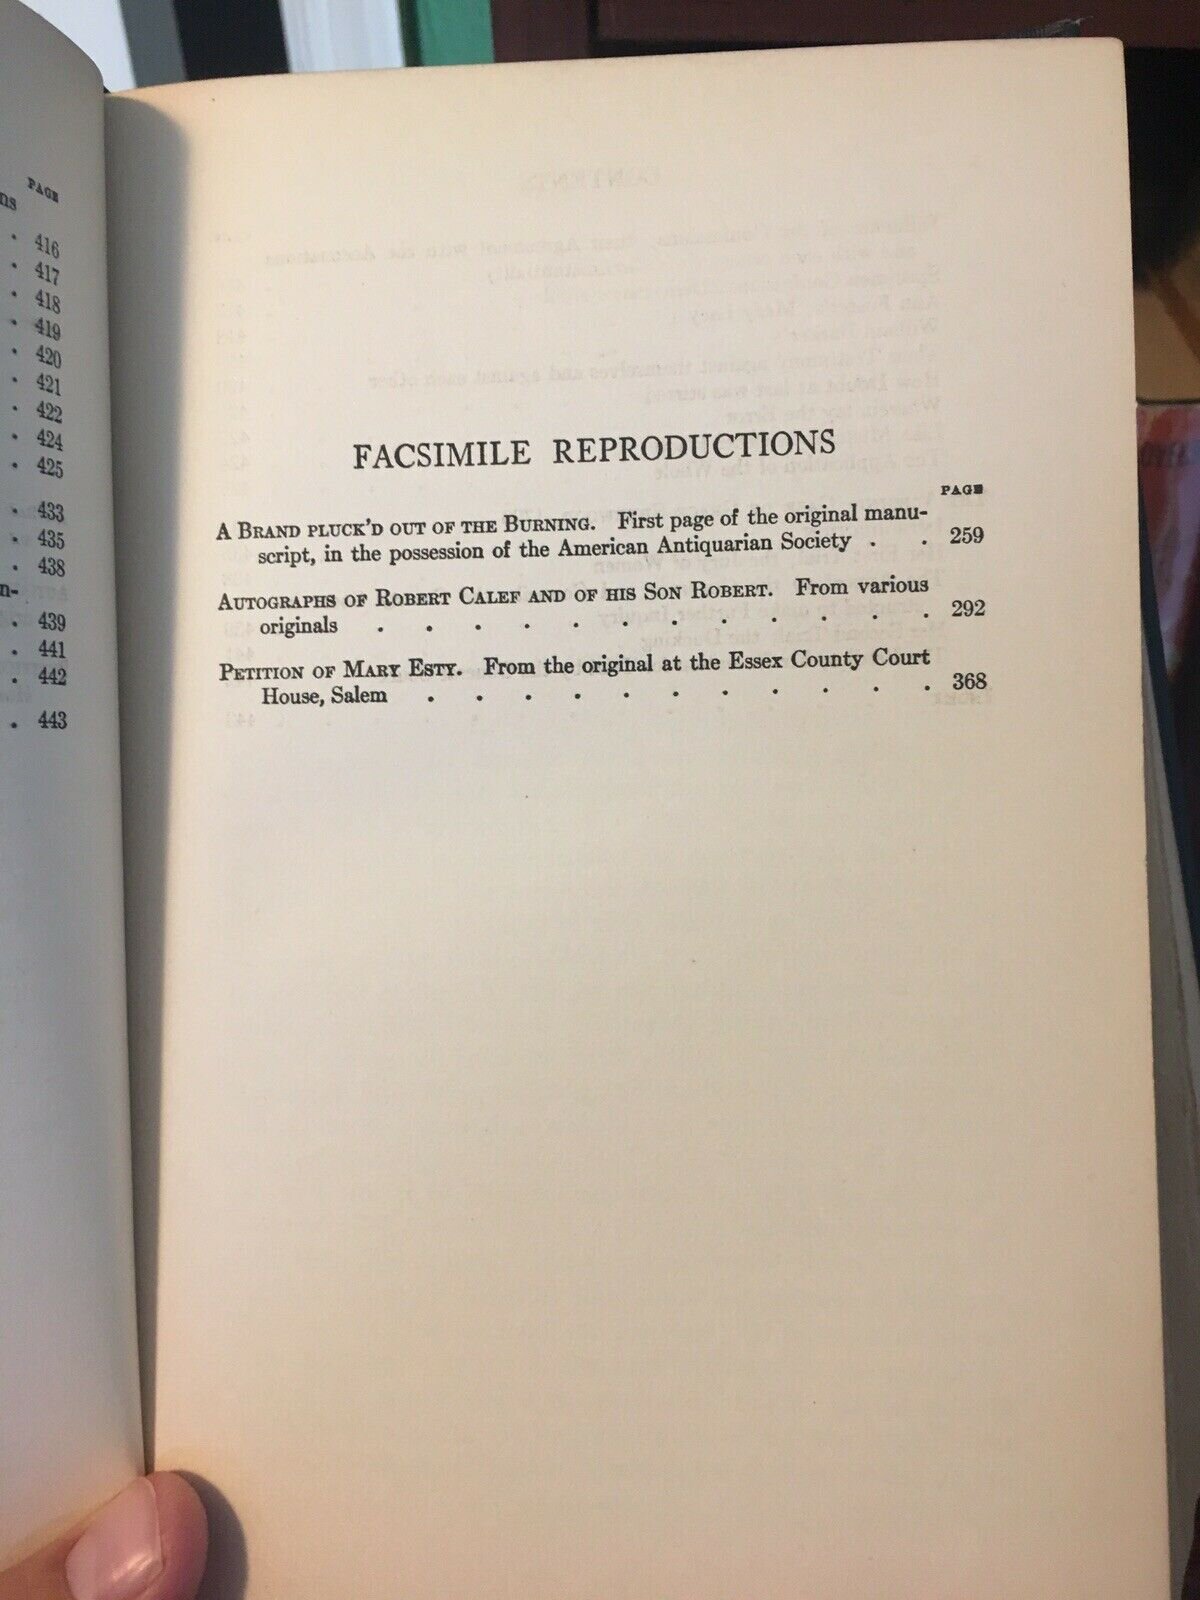 PAGE
ns
. 416
. 417
. 418
. 419
. 420
. 421
. 422
. 424
. 425
. 433
. 435
. 438
n-
. 439
. 441
. 442
. 443
FACSIMILE REPRODUCTIONS
PAGE
A BRAND PLUCK'D OUT OF THE BURNING. First page of the original manu-
script, in the possession of the American Antiquarian Society . . 259
AUTOGRAPHS OF ROBERT CALEF AND OF HIS SON ROBERT. From various
originals . . . . . . . . . . . . 292
PETITION OF MARY ESTY. From the original at the Essex County Court
House, Salem . . . . . . . . . . . 368